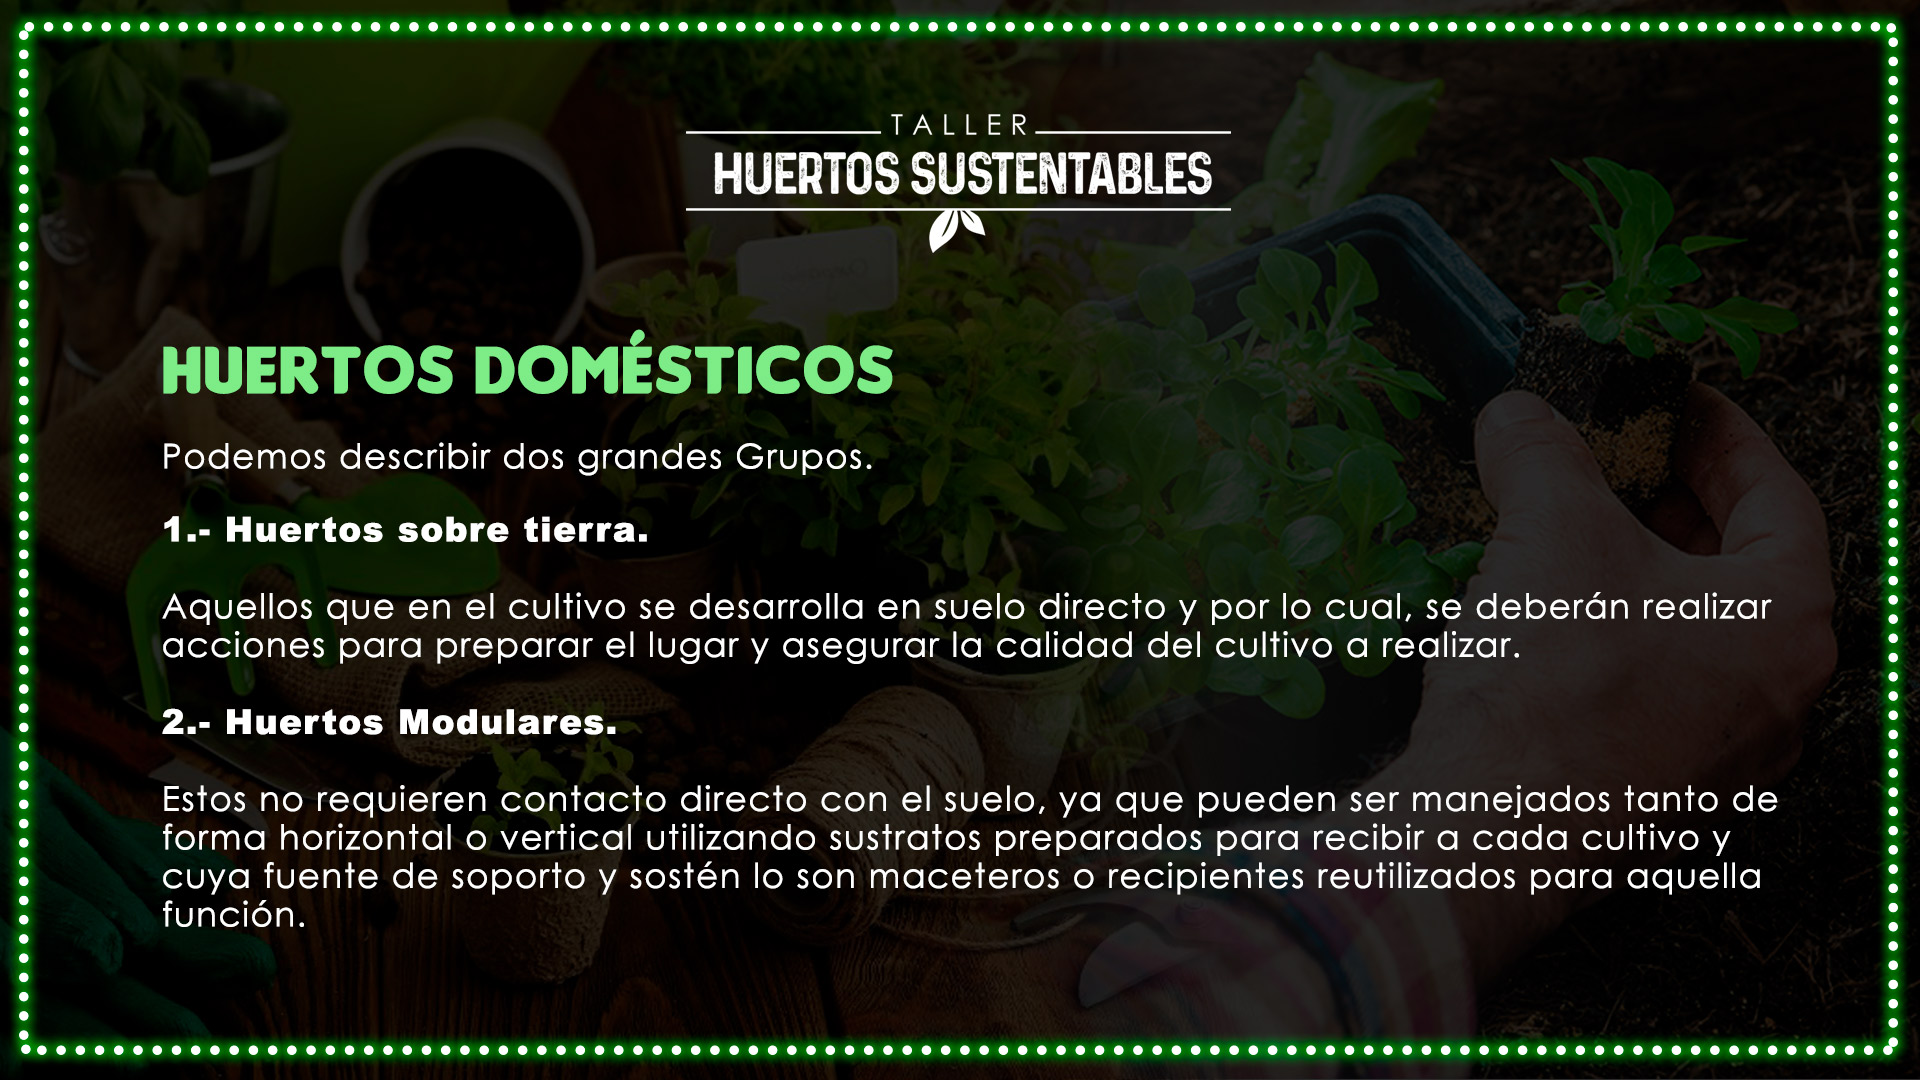 TALLER
HUERTOS SUSTENTABLES
HUERTOS DOMÉSTICOS
Podemos describir dos grandes Grupos.
1.- Huertos sobre tierra.
Aquellos que en el cultivo se desarrolla en suelo directo y por lo cual, se deberán realizar
acciones para preparar el lugar y asegurar la calidad del cultivo a realizar.
2.- Huertos Modulares.
Estos no requieren contacto directo con el suelo, ya que pueden ser manejados tanto de
forma horizontal o vertical utilizando sustratos preparados para recibir a cada cultivo y
cuya fuente de soporto y sostén lo son maceteros o recipientes reutilizados para aquella
función.